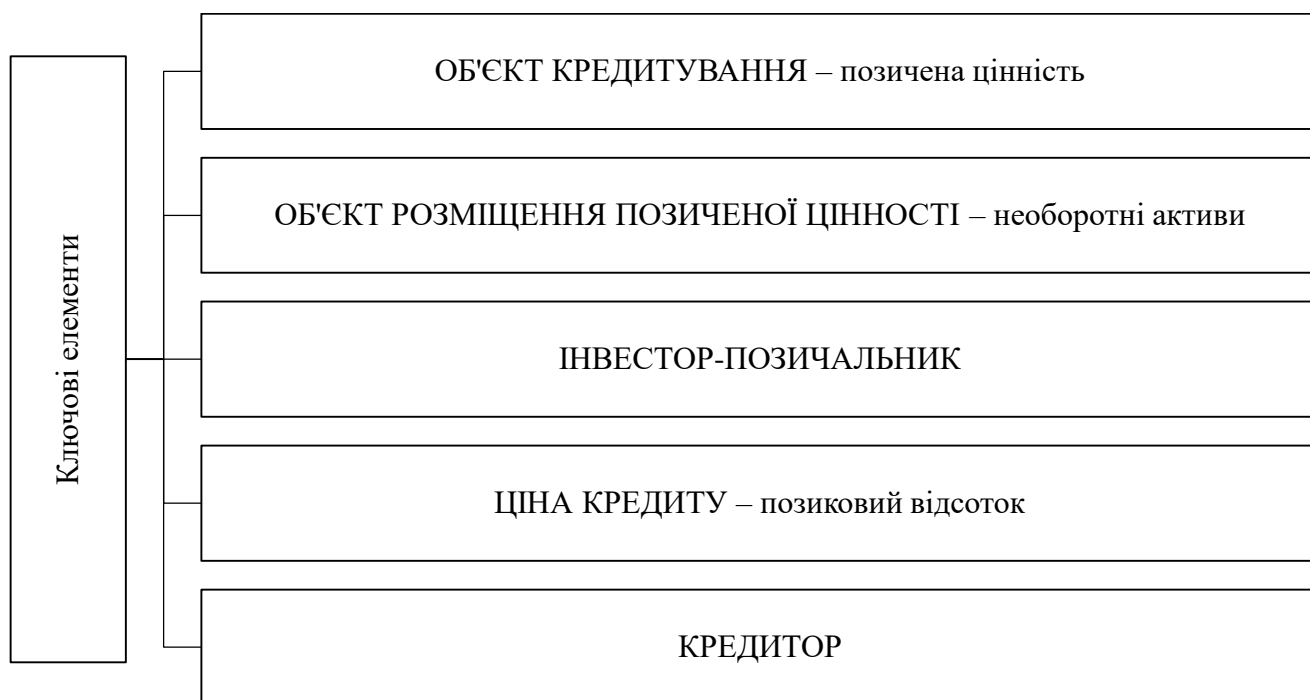 Ключові елементи
ОБ'ЄКТ КРЕДИТУВАННЯ – позичена цінність
ОБ'ЄКТ РОЗМІЩЕННЯ ПОЗИЧЕНОЇ ЦІННОСТІ – необоротні активи
ІНВЕСТОР-ПОЗИЧАЛЬНИК
ЦІНА КРЕДИТУ – позиковий відсоток
КРЕДИТОР